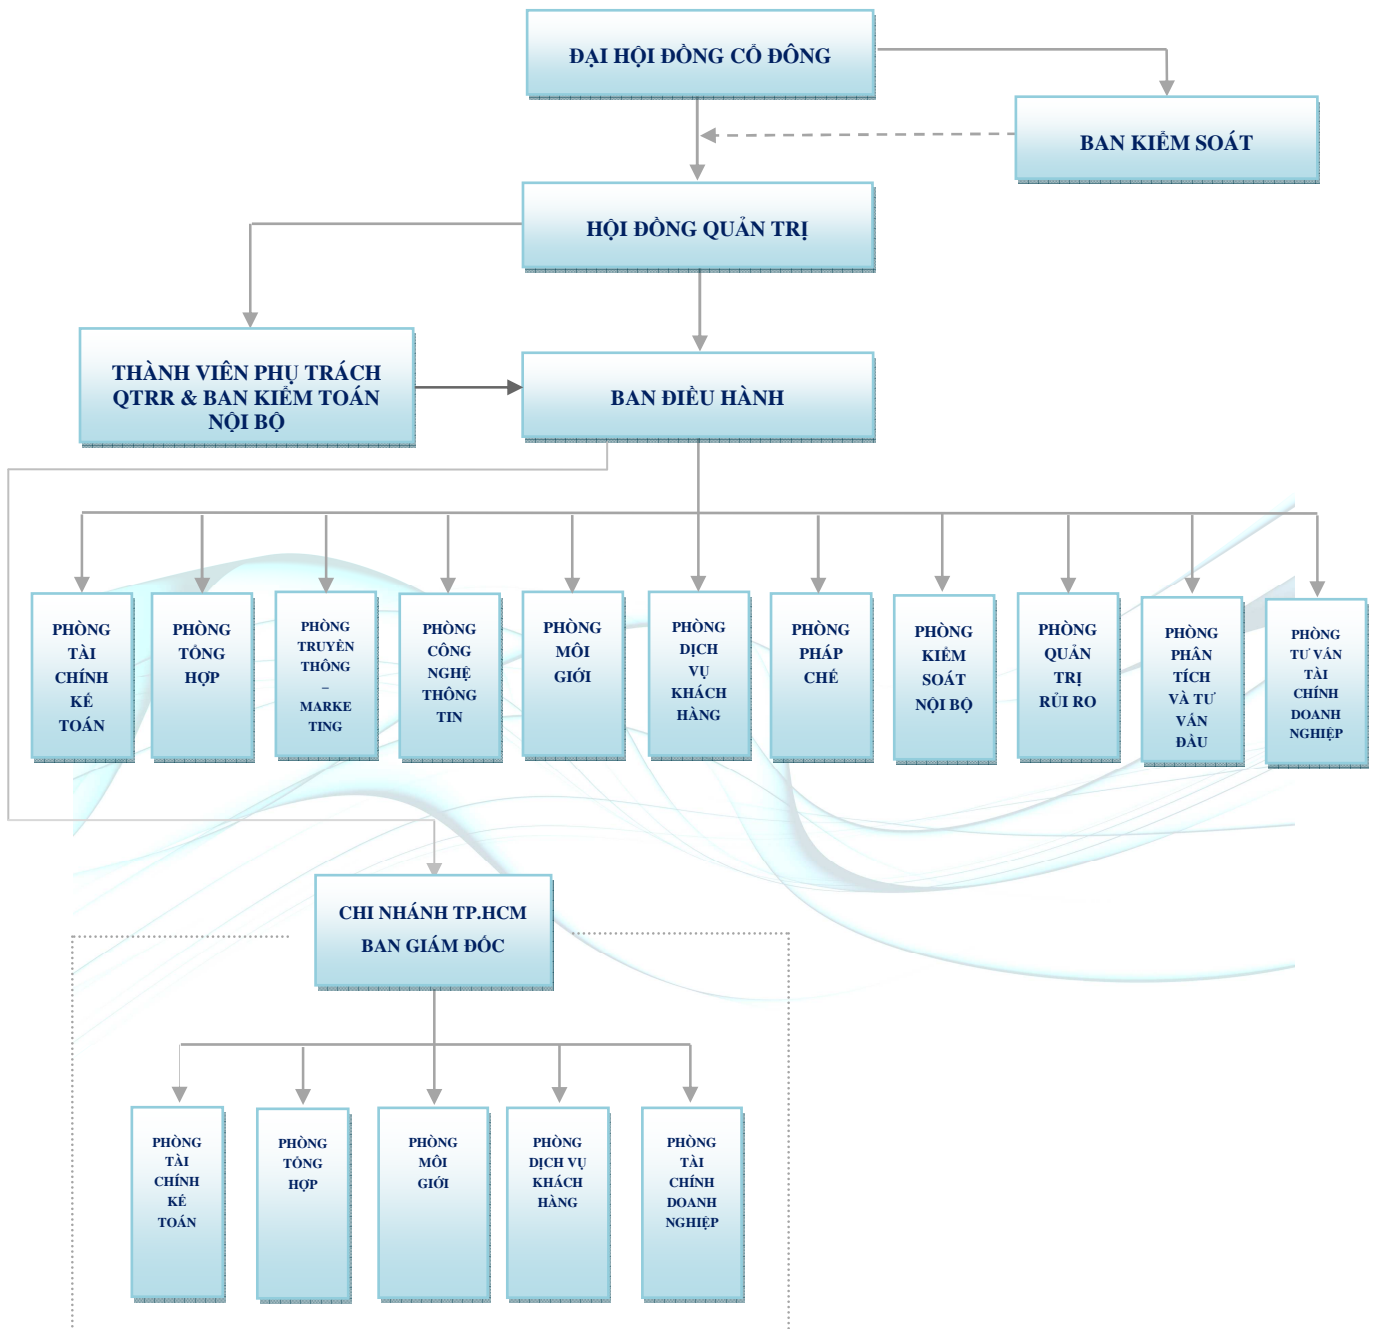 ĐẠI HỘI ĐỒNG CỔ ĐÔNG
BAN KIỂM SOÁT
HỘI ĐỒNG QUẢN TRỊ
THÀNH VIÊN PHỤ TRÁCH
QTRR & BAN KIỂM TOÁN
NỘI BỘ
BAN ĐIỀU HÀNH
PHÒNG
TÀI
CHÍNH
KẾ
TOÁN
PHÒNG
TỔNG
HỢP
PHÒNG
TRUYỀN
THÔNG
–
MARKE
TING
PHÒNG
CÔNG
NGHỆ
THÔNG
TIN
PHÒNG
MÔI
GIỚI
PHÒNG
DỊCH
VỤ
KHÁCH
HÀNG
PHÒNG
PHÁP
CHẾ
PHÒNG
KIỂM
SOÁT
NỘI BỘ
PHÒNG
QUẢN
TRỊ
RỦI RO
PHÒNG
PHÂN
TÍCH
VÀ TƯ
VẤN
ĐẦU
PHÒNG
TƯ VẤN
TÀI
CHÍNH
DOANH
NGHIỆP
CHI NHÁNH TP.HCM
BAN GIÁM ĐỐC
PHÒNG
TÀI
CHÍNH
KẾ
TOÁN
PHÒNG
TỔNG
HỢP
PHÒNG
MÔI
GIỚI
PHÒNG
DỊCH VỤ
KHÁCH
HÀNG
PHÒNG
TÀI
CHÍNH
DOANH
NGHIỆP